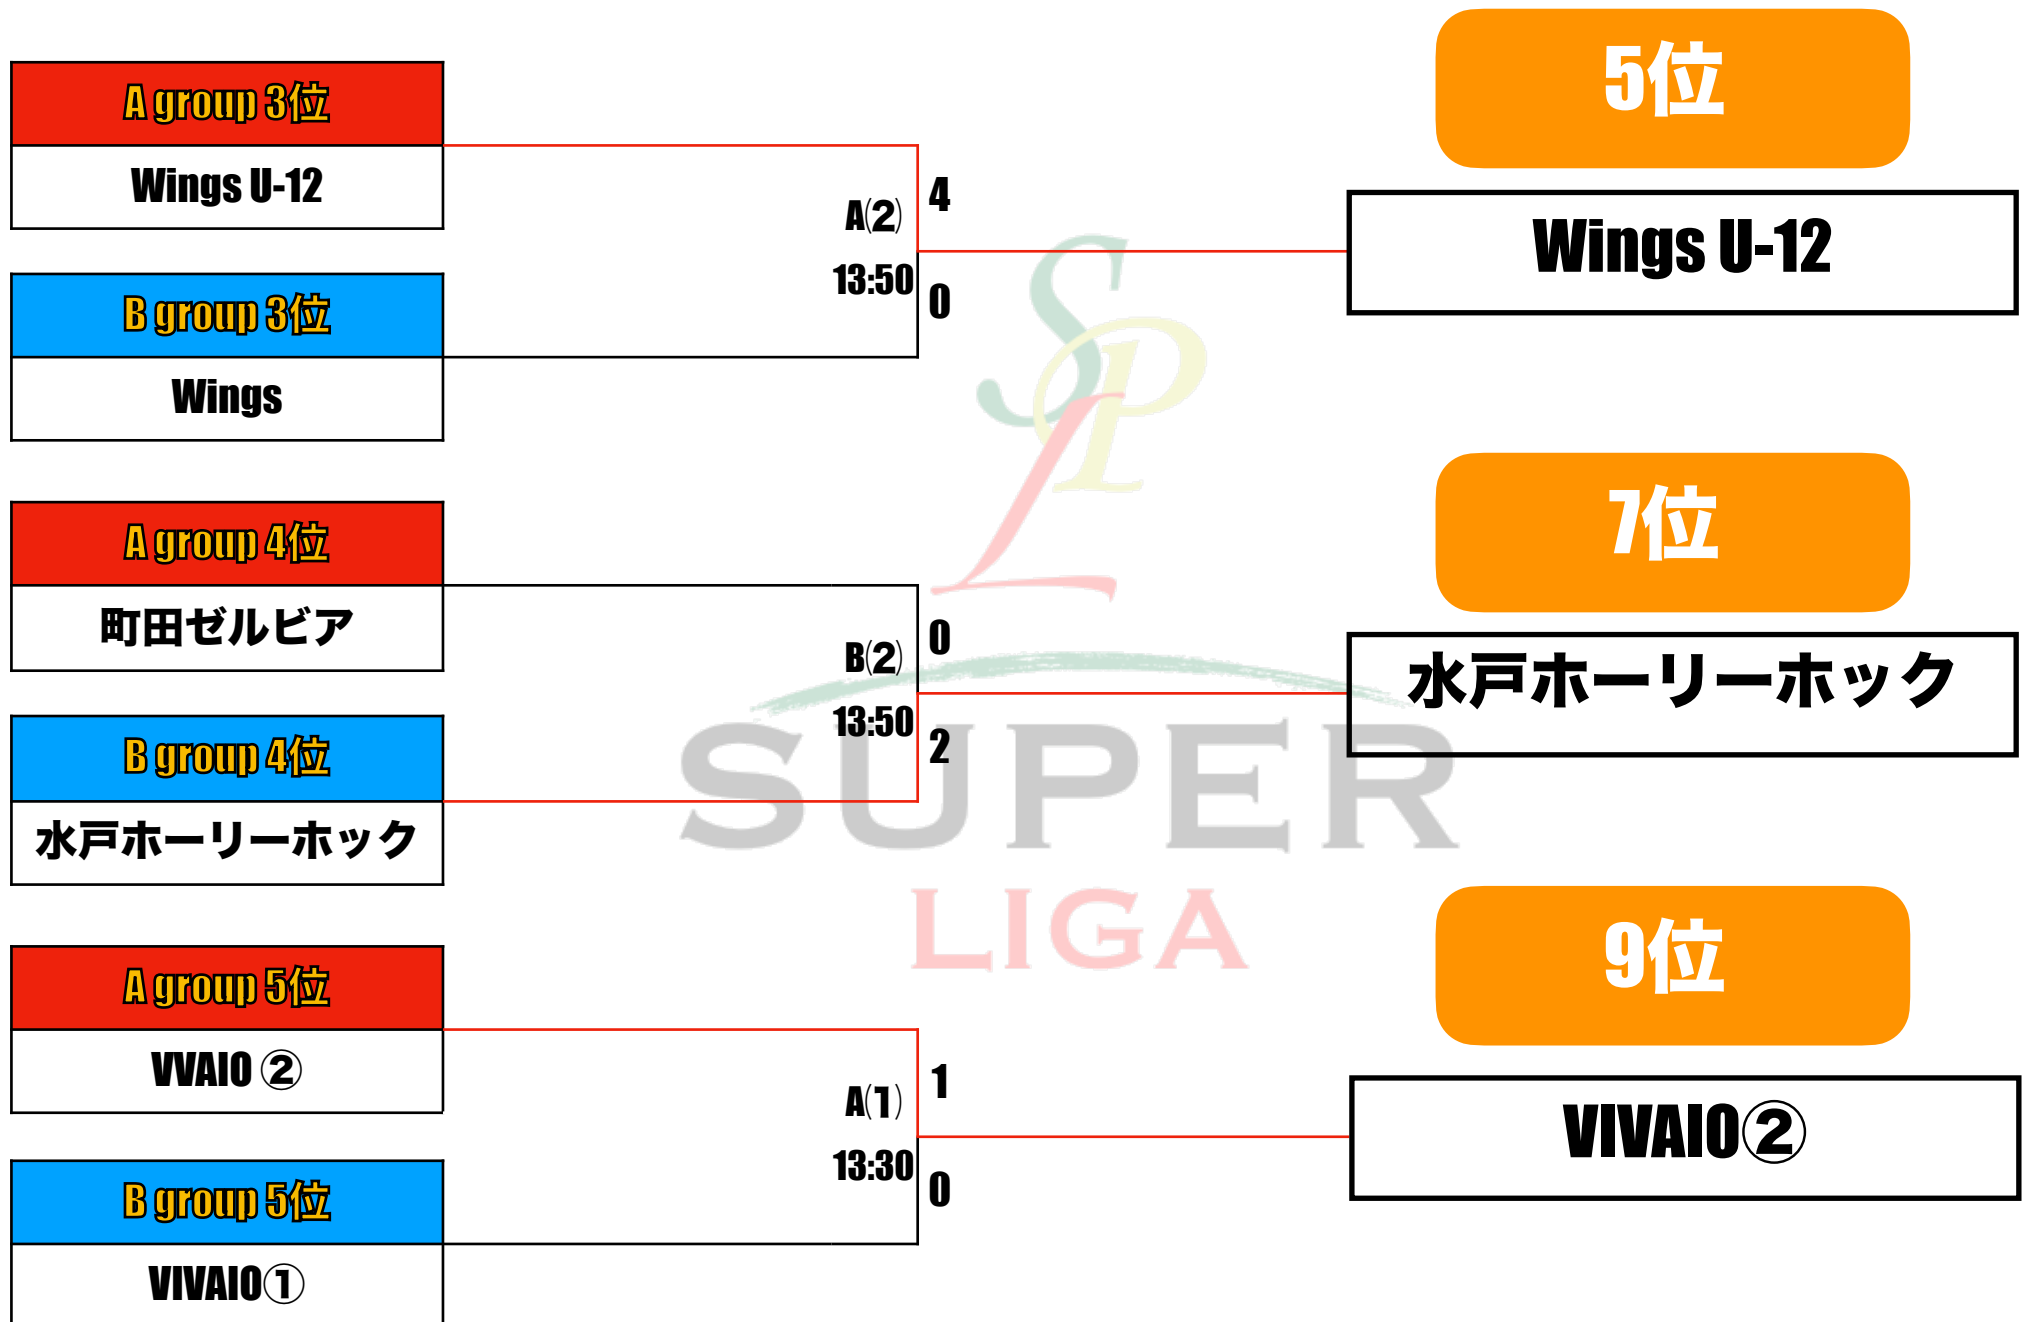 A group 3位
Wings U-12
B group 3位
Wings
A(2)
13:50
4
0
5位
Wings U-12
A group 4位
町田ゼルビア
B group 4位
水戸ホーリーホック
B(2)
13:50
0
2
7位
水戸ホーリーホック
A group 5位
VVAIO ②
B group 5位
VIVAIO①
A(1)
13:30
1
0
9位
VIVAIO②
SPL
SUPER
LIGA